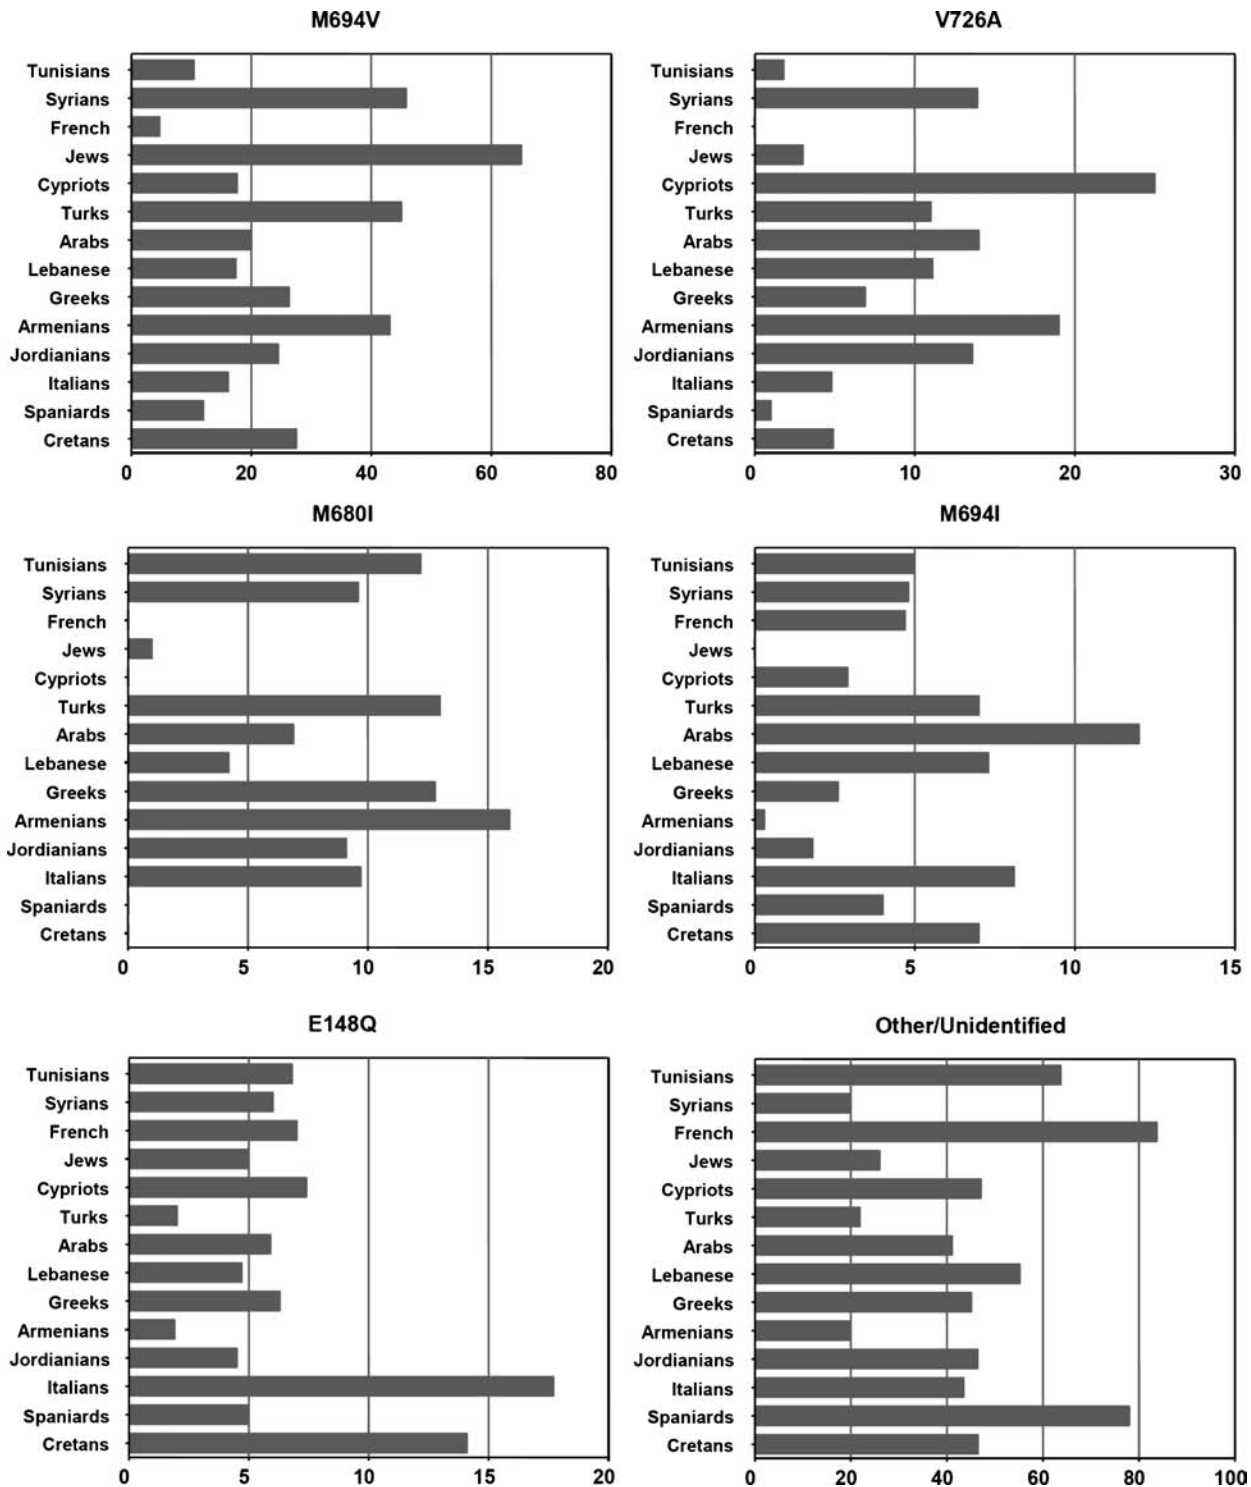 M694V
Tunisians
Syrians
French
Jews
Cypriots
Turks
Arabs
Lebanese
Greeks
Armenians
Jordianians
Italians
Spaniards
Cretans
0 20 40 60 80
V726A
Tunisians
Syrians
French
Jews
Cypriots
Turks
Arabs
Lebanese
Greeks
Armenians
Jordianians
Italians
Spaniards
Cretans
0 10 20 30
M680I
Tunisians
Syrians
French
Jews
Cypriots
Turks
Arabs
Lebanese
Greeks
Armenians
Jordianians
Italians
Spaniards
Cretans
0 5 10 15 20
M694I
Tunisians
Syrians
French
Jews
Cypriots
Turks
Arabs
Lebanese
Greeks
Armenians
Jordianians
Italians
Spaniards
Cretans
0 5 10 15
E148Q
Tunisians
Syrians
French
Jews
Cypriots
Turks
Arabs
Lebanese
Greeks
Armenians
Jordianians
Italians
Spaniards
Cretans
0 5 10 15 20
Other/Unidentified
Tunisians
Syrians
French
Jews
Cypriots
Turks
Arabs
Lebanese
Greeks
Armenians
Jordianians
Italians
Spaniards
Cretans
0 20 40 60 80 100